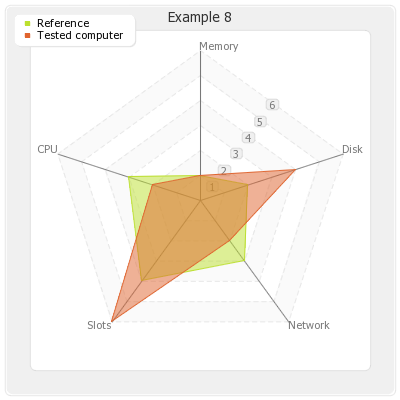 Example 8
Reference
Tested computer
Memory
6
5
4
3
2
1
CPU
Disk
Slots
Network